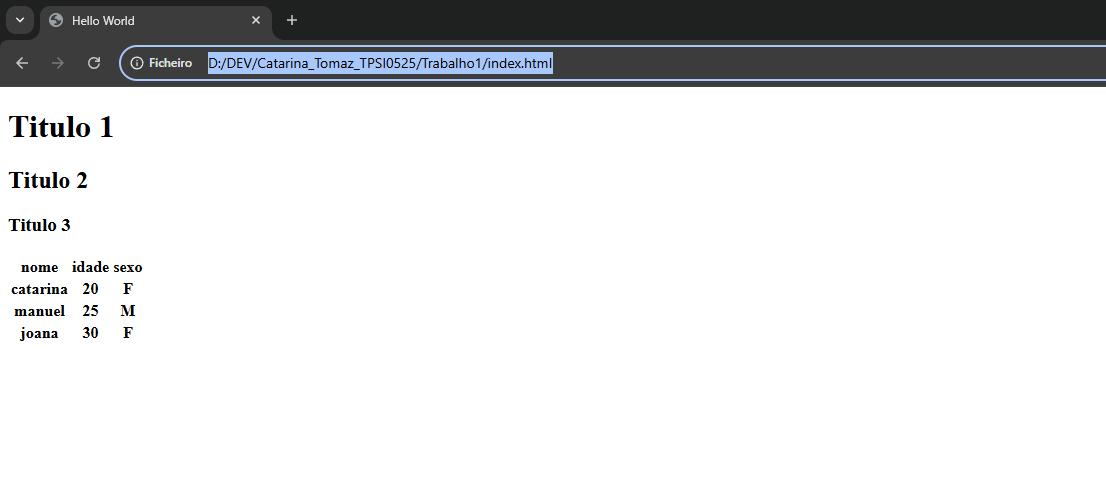 Hello World
Ficheiro D:/DEV/Catarina_Tomaz_TPSI0525/Trabalho1/index.html
Titulo 1
Titulo 2
Titulo 3
nome idade sexo
catarina 20 F
manuel 25 M
joana 30 F